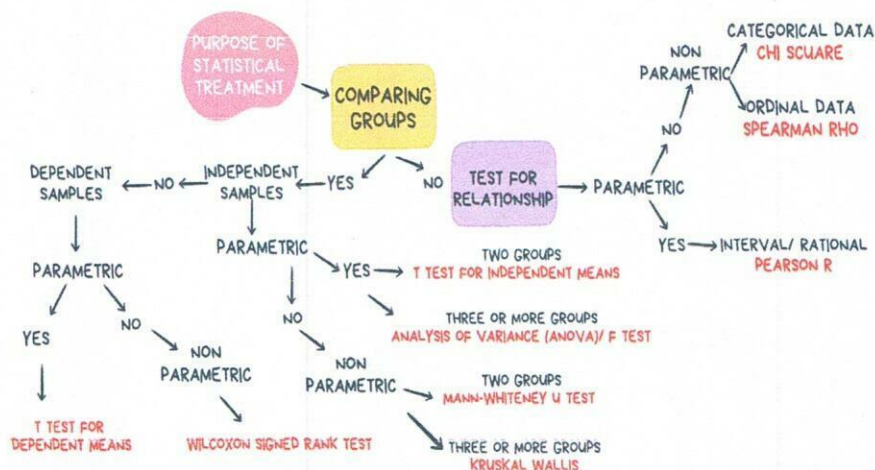 PURPOSE OF
STATISTICAL
TREATMENT
COMPARING
GROUPS
YES
NO
INDEPENDENT
SAMPLES
NO
DEPENDENT
SAMPLES
PARAMETRIC
YES
NO
T TEST FOR
DEPENDENT MEANS
NON
PARAMETRIC
WILCOXON SIGNED RANK TEST
PARAMETRIC
YES
TWO GROUPS
T TEST FOR INDEPENDENT MEANS
THREE OR MORE GROUPS
ANALYSIS OF VARIANCE (ANOVA)/ F TEST
NO
NON
PARAMETRIC
TWO GROUPS
MANN-WHITENEY U TEST
THREE OR MORE GROUPS
KRUSKAL WALLIS
TEST FOR
RELATIONSHIP
PARAMETRIC
NO
NON
PARAMETRIC
CATEGORICAL DATA
CHI SCUARE
ORDINAL DATA
SPEARMAN RHO
YES
INTERVAL/ RATIONAL
PEARSON R